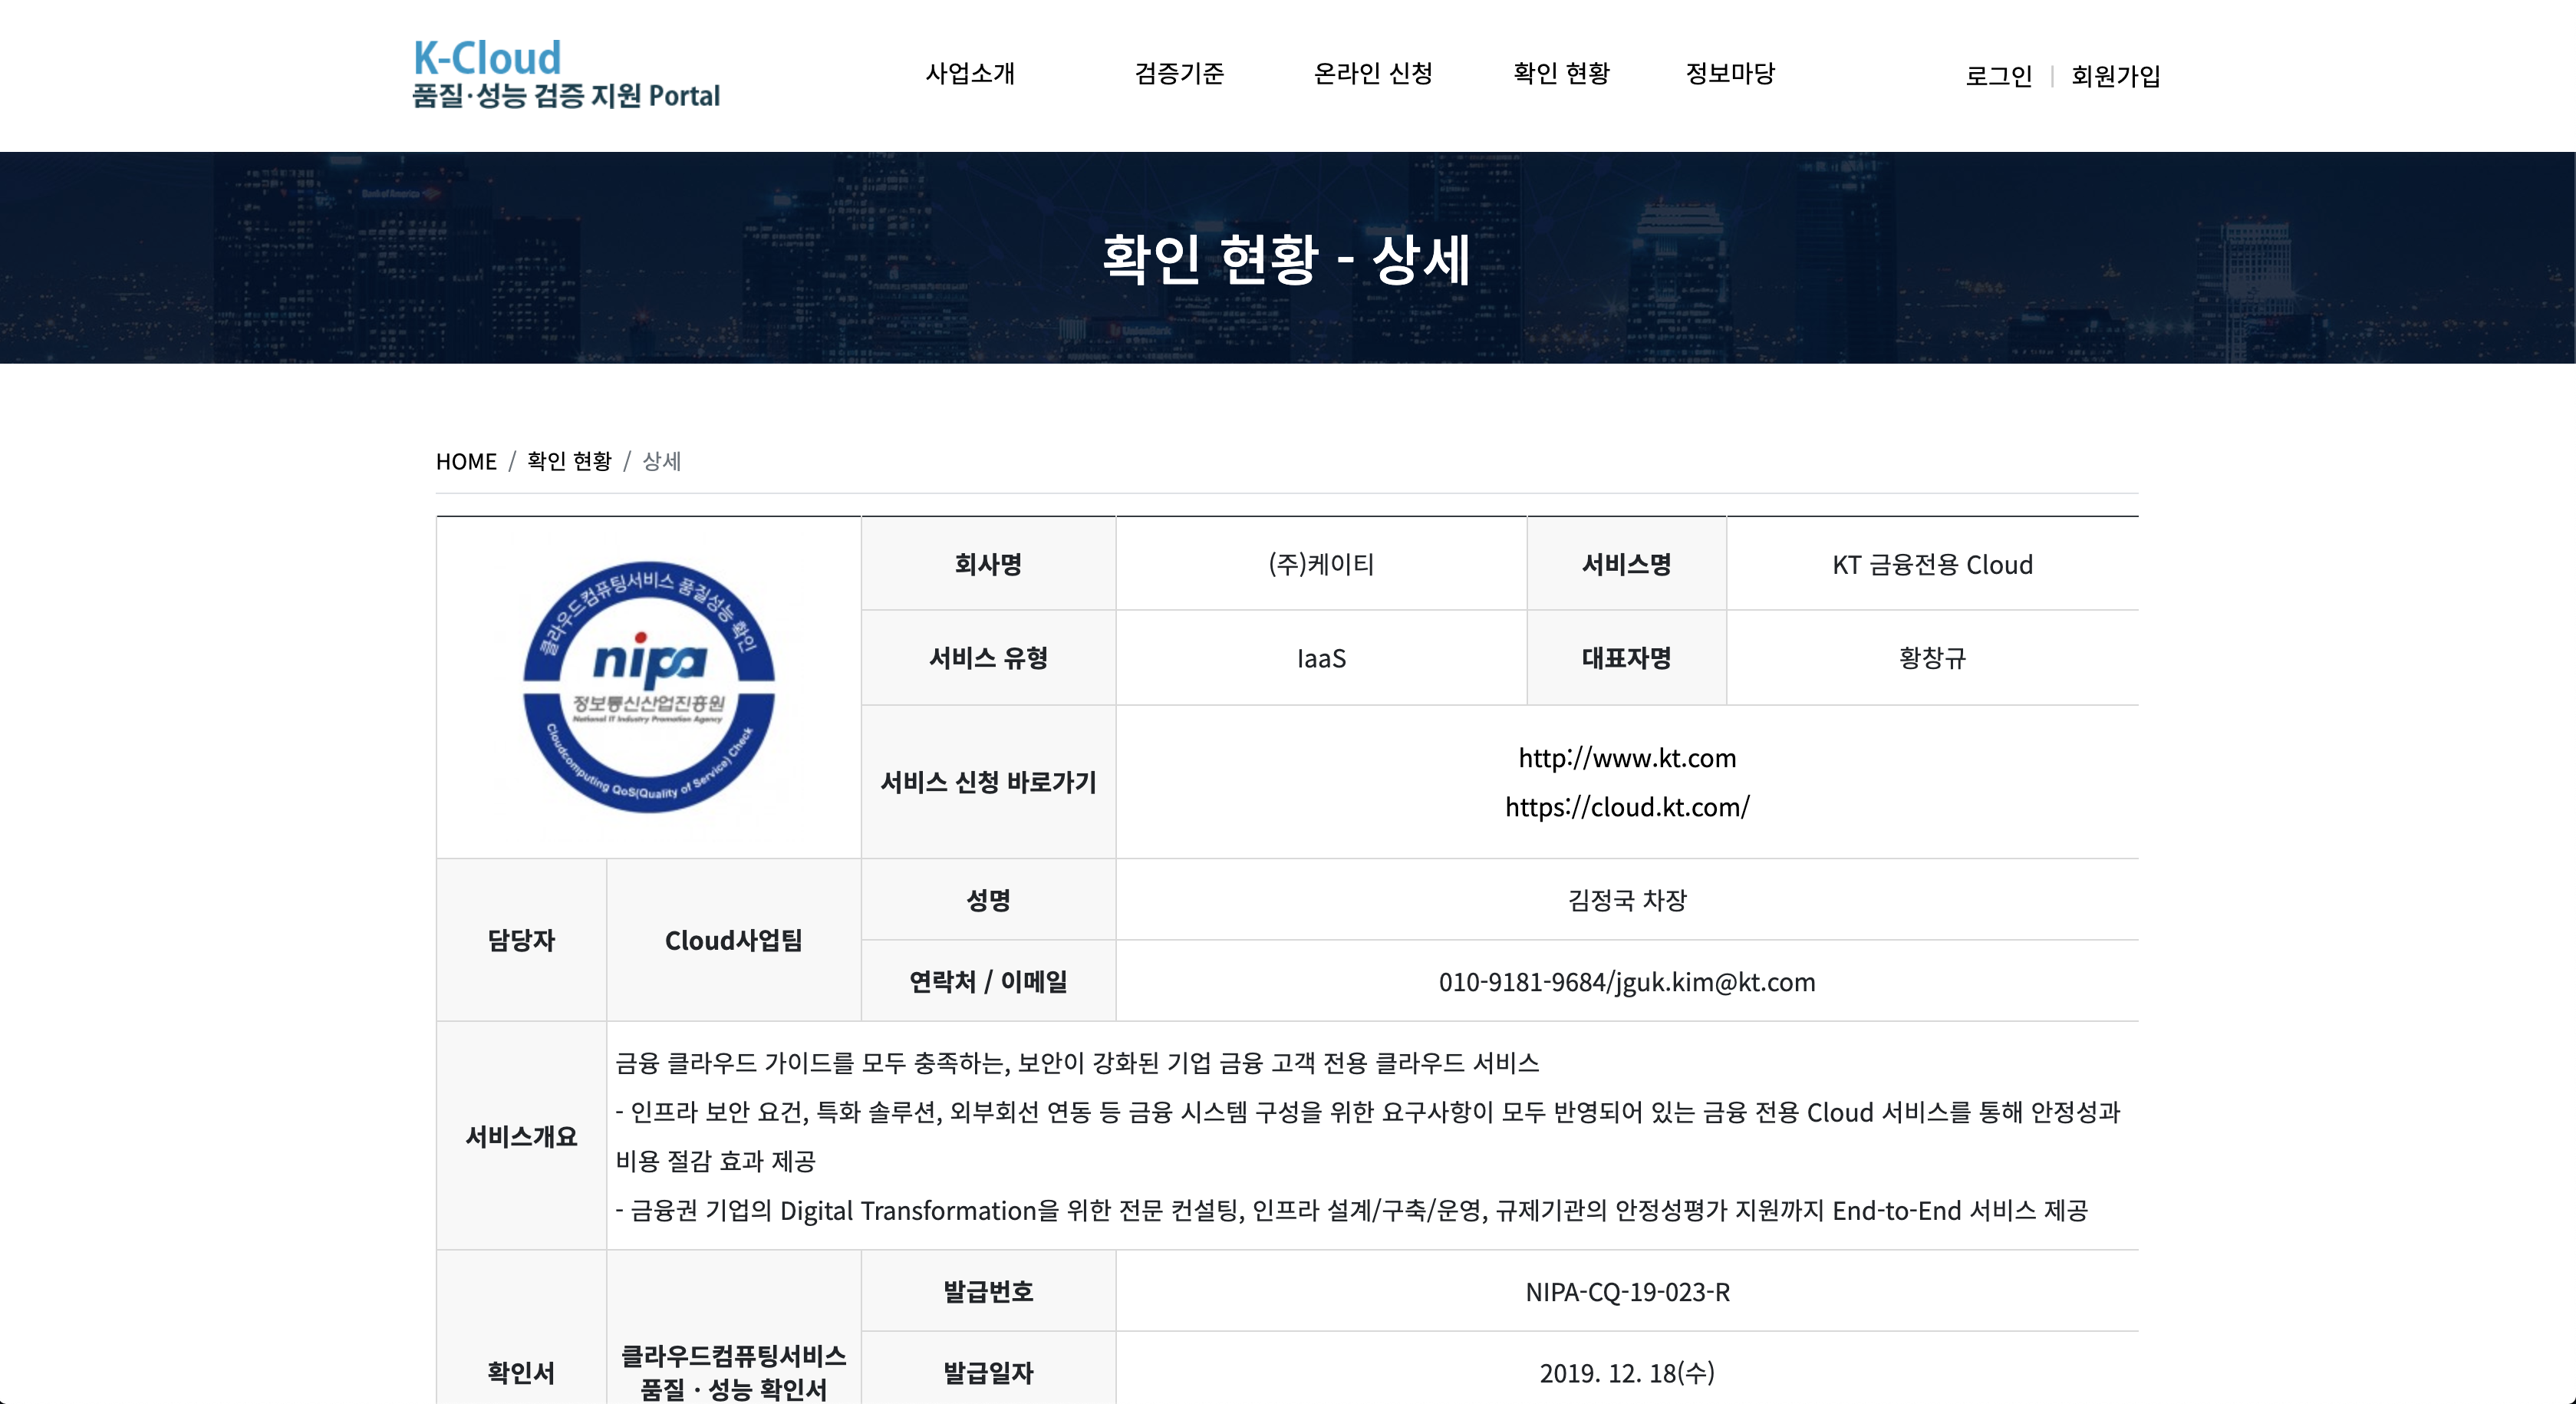 K-Cloud
품질·성능 검증 지원 Portal
사업소개
검증기준
온라인 신청
확인 현황
정보마당
로그인 | 회원가입
Bank of America
UnionBank
확인 현황 - 상세
HOME / 확인 현황 / 상세
클라우드컴퓨팅서비스 품질성능 확인
nipa
정보통신산업진흥원
National IT Industry Promotion Agency
Cloudcomputing QoS(Quality of Service) Check
회사명
(주)케이티
서비스명
KT 금융전용 Cloud
서비스 유형
IaaS
대표자명
황창규
서비스 신청 바로가기
http://www.kt.com
https://cloud.kt.com/
담당자
Cloud사업팀
성명
김정국 차장
연락처 / 이메일
010-9181-9684/jguk.kim@kt.com
서비스개요
금융 클라우드 가이드를 모두 충족하는, 보안이 강화된 기업 금융 고객 전용 클라우드 서비스
- 인프라 보안 요건, 특화 솔루션, 외부회선 연동 등 금융 시스템 구성을 위한 요구사항이 모두 반영되어 있는 금융 전용 Cloud 서비스를 통해 안정성과
비용 절감 효과 제공
- 금융권 기업의 Digital Transformation을 위한 전문 컨설팅, 인프라 설계/구축/운영, 규제기관의 안정성평가 지원까지 End-to-End 서비스 제공
확인서
클라우드컴퓨팅서비스
품질 · 성능 확인서
발급번호
NIPA-CQ-19-023-R
발급일자
2019. 12. 18(수)